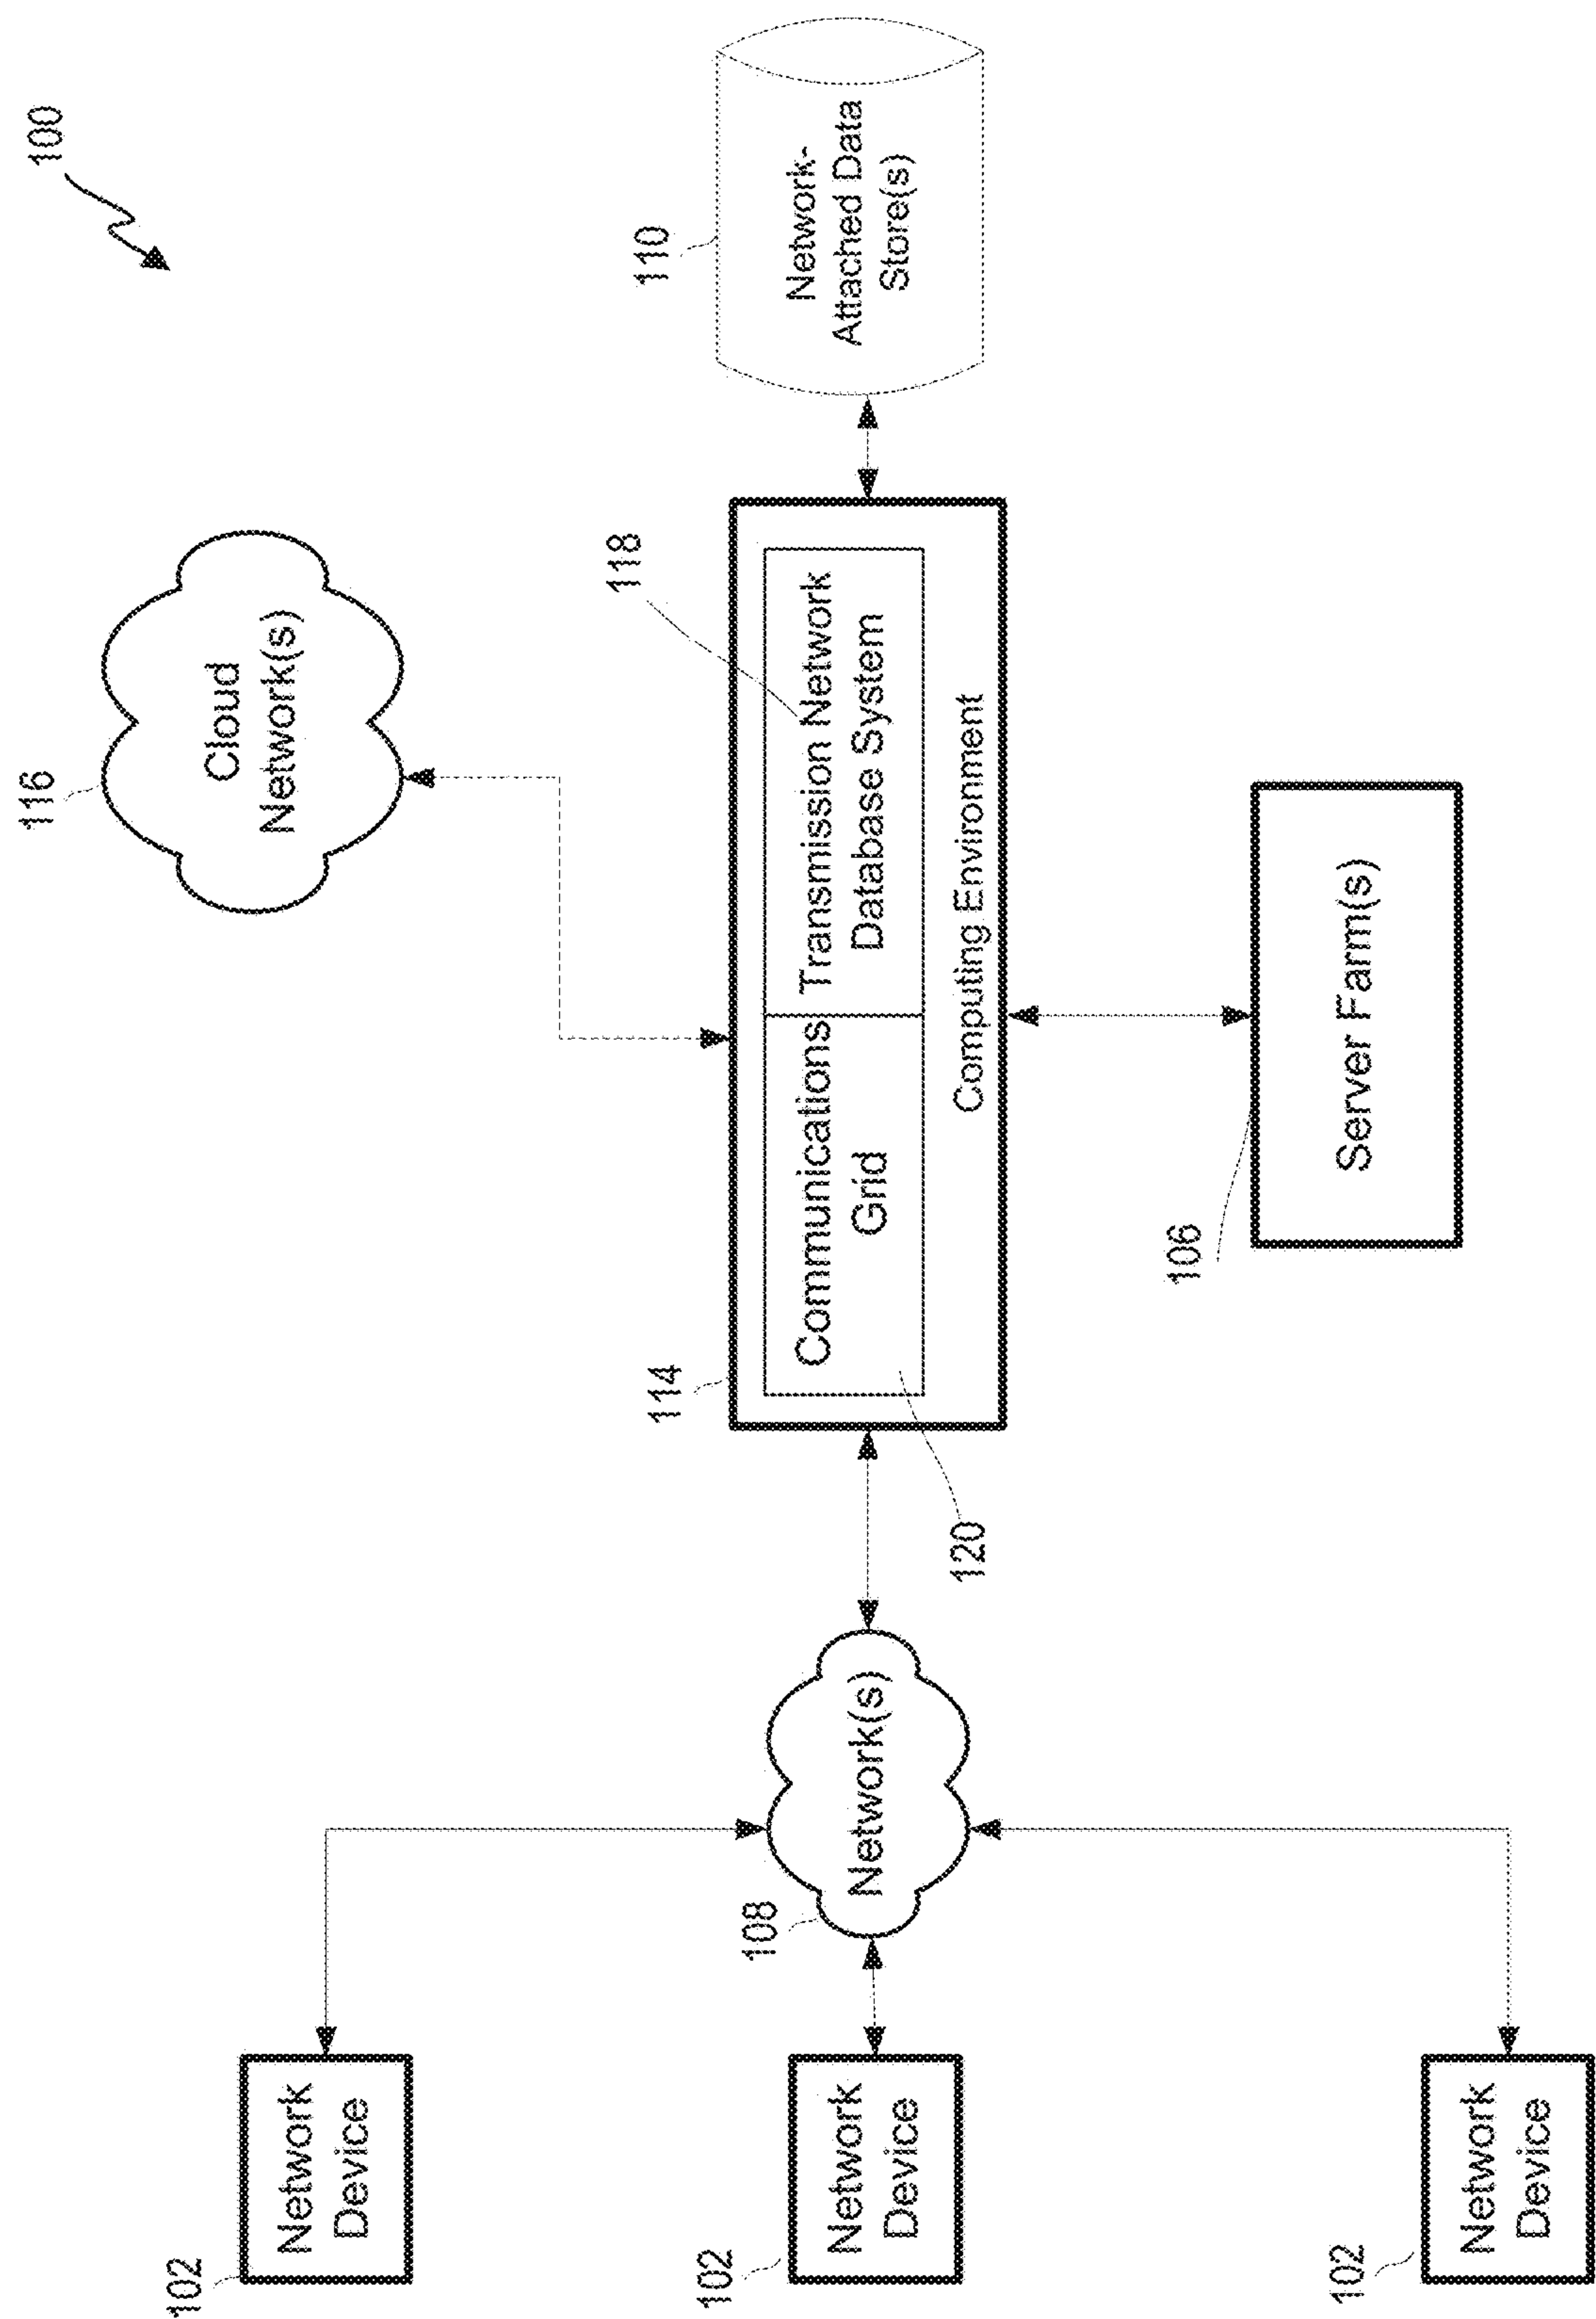 100
116
Cloud
Network(s)
110
Network-
Attached Data
Store(s)
118
Transmission Network
Database System
Communications
Grid
Computing Environment
114
120
106
Server Farm(s)
108
Network(s)
102
Network
Device
102
Network
Device
102
Network
Device